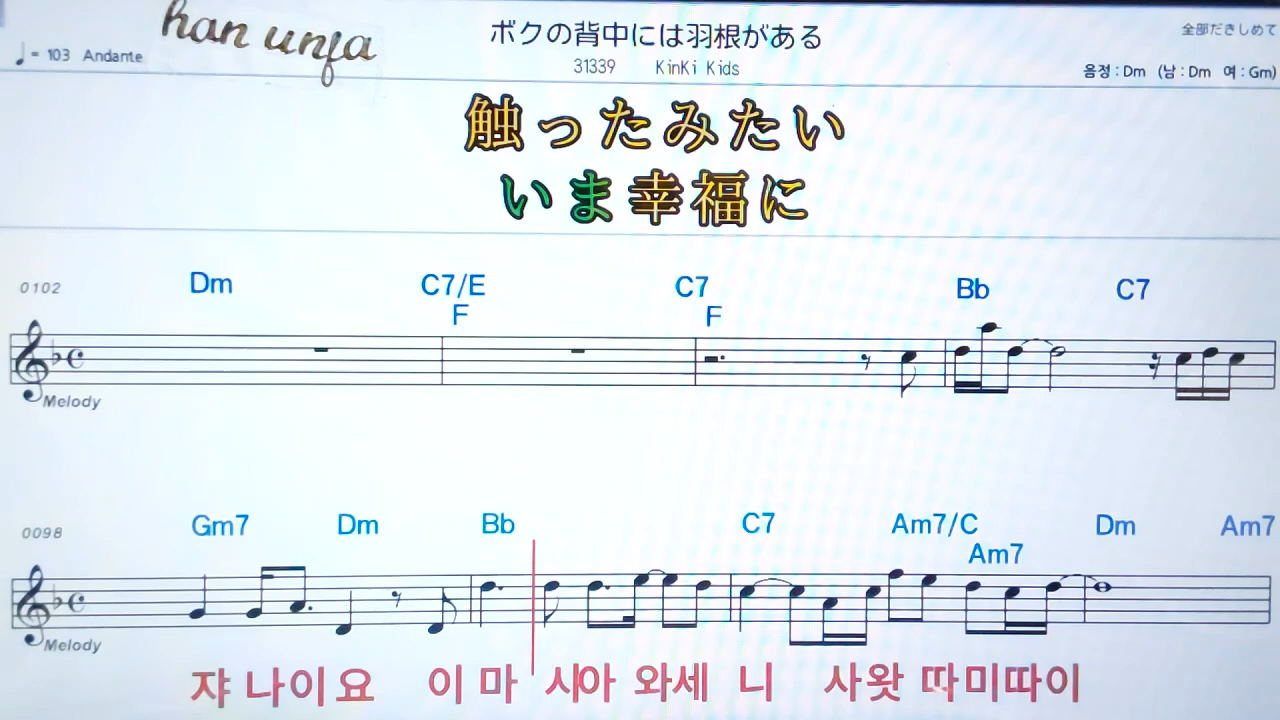 han unfa
ボクの背中には羽根がある
全部だきしめて
♩= 103 Andante
31339 KinKi Kids
음정 : Dm (남 : Dm 여 : Gm)
触ったみたい
いま幸福に
0102 Dm C7/E C7 Bb C7
F F
Melody
0098 Gm7 Dm Bb C7 Am7/C Dm Am7
Am7
Melody
쟈나이요 이마 시아와세니 사왓따미따이